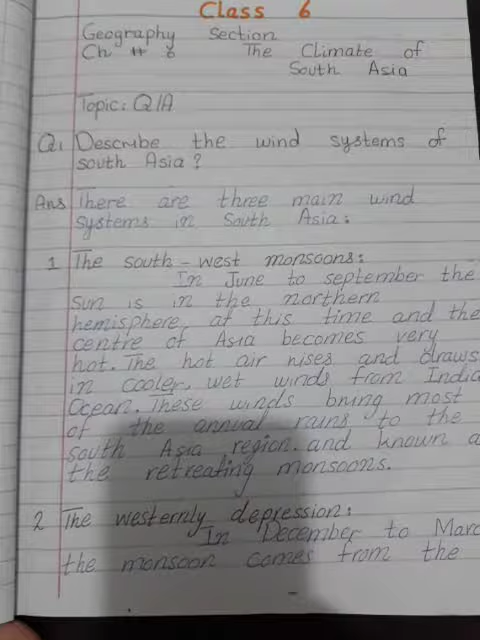 Class 6
Geography Section
Ch # 6 The Climate of
South Asia
Topic: Q/A
Q1 Describe the wind systems of
south Asia?
Ans There are three main wind
systems in South Asia:
1 The south-west monsoons:
In June to september the
Sun is in the northern
hemisphere, at this time and the
centre of Asia becomes very
hot. The hot air rises and draws
in cooler, wet winds from India
Ocean. These winds bring most
of the annual rains to the
south Asia region. and known a
the retreating monsoons.
2 The westernly depression:
In December to Marc
the monsoon comes from the